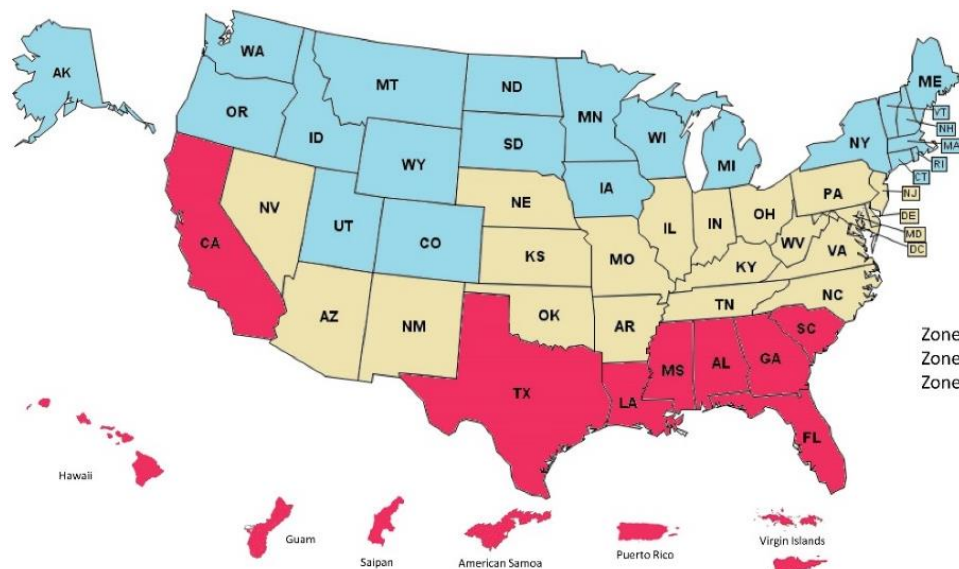 AK
WA
MT
ND
MN
ME
OR
ID
WY
SD
WI
MI
NY
VT
NH
MA
RI
CT
CA
NV
UT
CO
NE
IA
IL
IN
OH
PA
NJ
DE
MD
DC
KS
MO
KY
WV
VA
AZ
NM
OK
AR
TN
NC
TX
LA
MS
AL
GA
SC
FL
Zone
Zone
Zone
Hawaii
Guam
Saipan
American Samoa
Puerto Rico
Virgin Islands